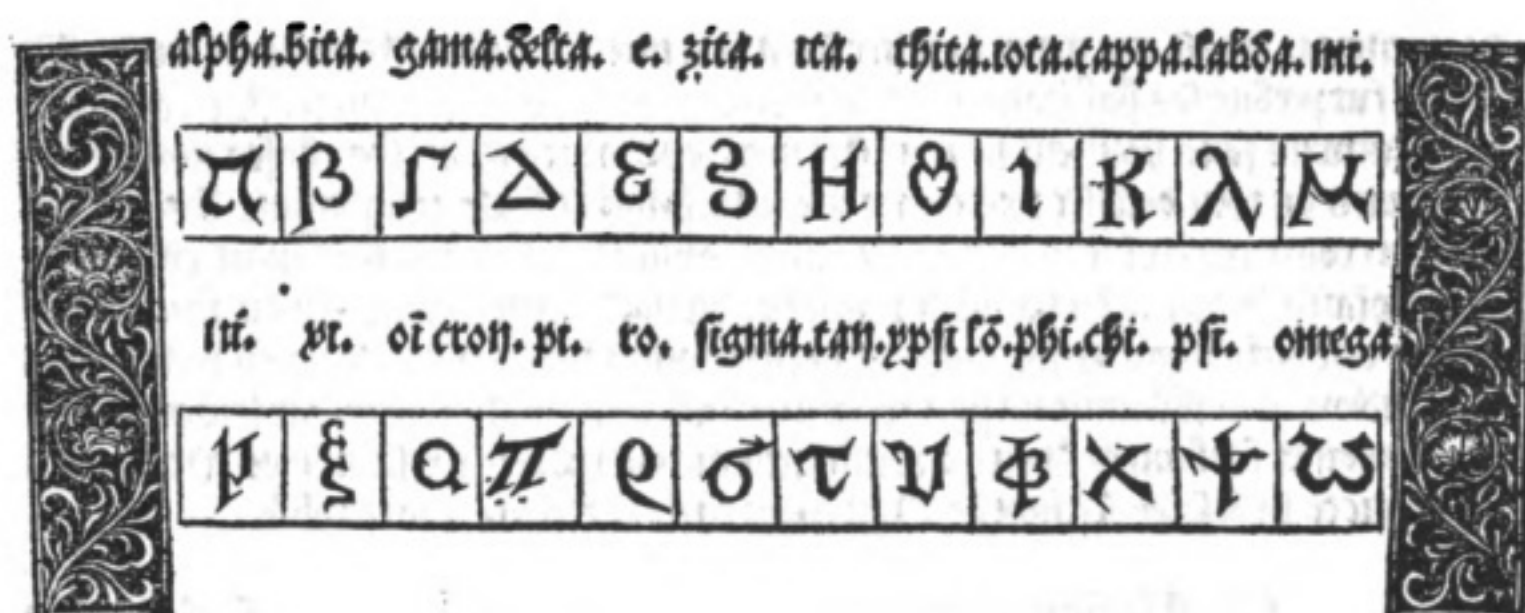 alpha.bita. gama.delta. e. zita. ita. thita.iota.cappa.labda.mi.
α β Γ Δ ε ζ Η θ ι κ λ μ
ni. xi. oī cron. pi. ro. sigma.tau.ypsi lō.phi.chi. psi. omega
ν ξ ο π ρ σ τ υ φ χ ψ ω